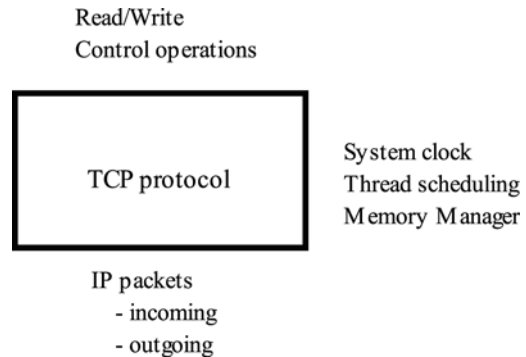 Read/Write
Control operations
TCP protocol
System clock
Thread scheduling
Memory Manager
IP packets
- incoming
- outgoing